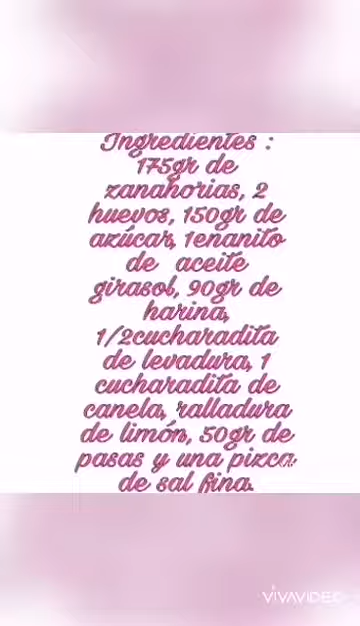 Ingredientes :
175gr de
zanahorias, 2
huevos, 150gr de
azúcar, 1enanito
de aceite
girasol, 90gr de
harina,
1/2cucharadita
de levadura, 1
cucharadita de
canela, ralladura
de limón, 50gr de
pasas y una pizca
de sal fina.
VIVAVIDEO